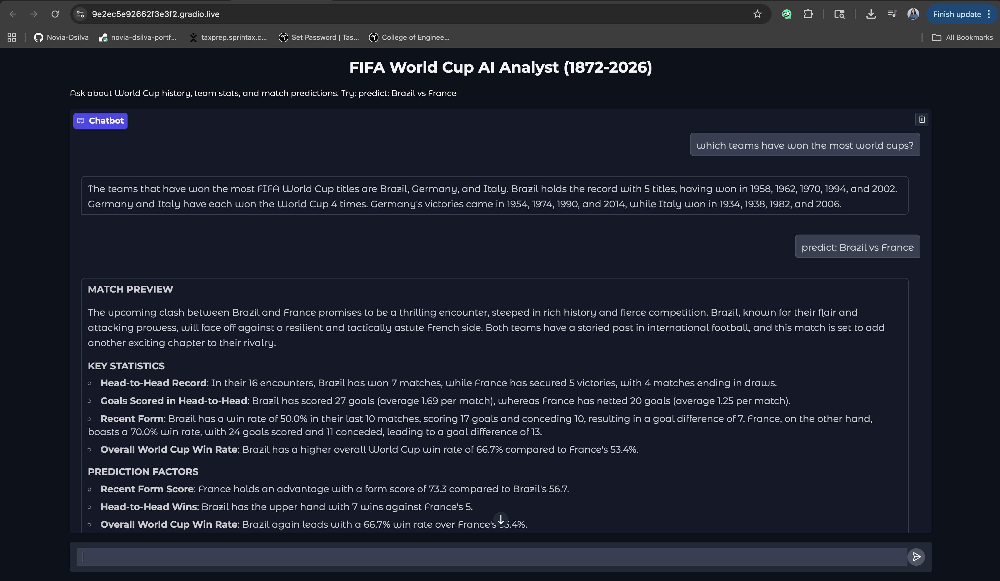 9e2ec5e92662f3e3f2.gradio.live
Finish update
Novia-Dsilva
novia-dsilva-portf...
taxprep.sprintax.c...
Set Password | Tas...
College of Enginee...
All Bookmarks
FIFA World Cup AI Analyst (1872-2026)
Ask about World Cup history, team stats, and match predictions. Try: predict: Brazil vs France
Chatbot
which teams have won the most world cups?
The teams that have won the most FIFA World Cup titles are Brazil, Germany, and Italy. Brazil holds the record with 5 titles, having won in 1958, 1962, 1970, 1994, and 2002.
Germany and Italy have each won the World Cup 4 times. Germany's victories came in 1954, 1974, 1990, and 2014, while Italy won in 1934, 1938, 1982, and 2006.
predict: Brazil vs France
MATCH PREVIEW
The upcoming clash between Brazil and France promises to be a thrilling encounter, steeped in rich history and fierce competition. Brazil, known for their flair and
attacking prowess, will face off against a resilient and tactically astute French side. Both teams have a storied past in international football, and this match is set to add
another exciting chapter to their rivalry.
KEY STATISTICS
Head-to-Head Record: In their 16 encounters, Brazil has won 7 matches, while France has secured 5 victories, with 4 matches ending in draws.
Goals Scored in Head-to-Head: Brazil has scored 27 goals (average 1.69 per match), whereas France has netted 20 goals (average 1.25 per match).
Recent Form: Brazil has a win rate of 50.0% in their last 10 matches, scoring 17 goals and conceding 10, resulting in a goal difference of 7. France, on the other hand,
boasts a 70.0% win rate, with 24 goals scored and 11 conceded, leading to a goal difference of 13.
Overall World Cup Win Rate: Brazil has a higher overall World Cup win rate of 66.7% compared to France's 53.4%.
PREDICTION FACTORS
Recent Form Score: France holds an advantage with a form score of 73.3 compared to Brazil's 56.7.
Head-to-Head Wins: Brazil has the upper hand with 7 wins against France's 5.
Overall World Cup Win Rate: Brazil again leads with a 66.7% win rate over France's